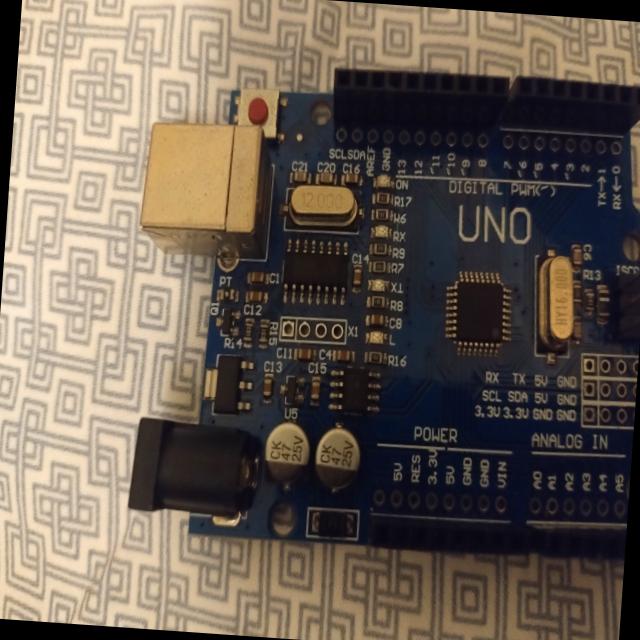 SCL SDA AREF GND 13 12 ~11 ~10 ~9 8 7 ~6 ~5 4 ~3 2 TX→1 RX←0
C21 C20 C16
ON
DIGITAL PWM(~)
12.000
R17
UNO
RX
R9
R7
C1
C14
X1
R8
C8
L
R16
PT
C12
R14
R15
X1
C11 C4
C13 C15
U5
R13
16.000
RX TX 5V GND
SCL SDA 5V GND
3.3V 3.3V GND GND
CK
47
25V
CK
47
25V
POWER
ANALOG IN
5V RES 3.3V 5V GND GND VIN
A0 A1 A2 A3 A4 A5